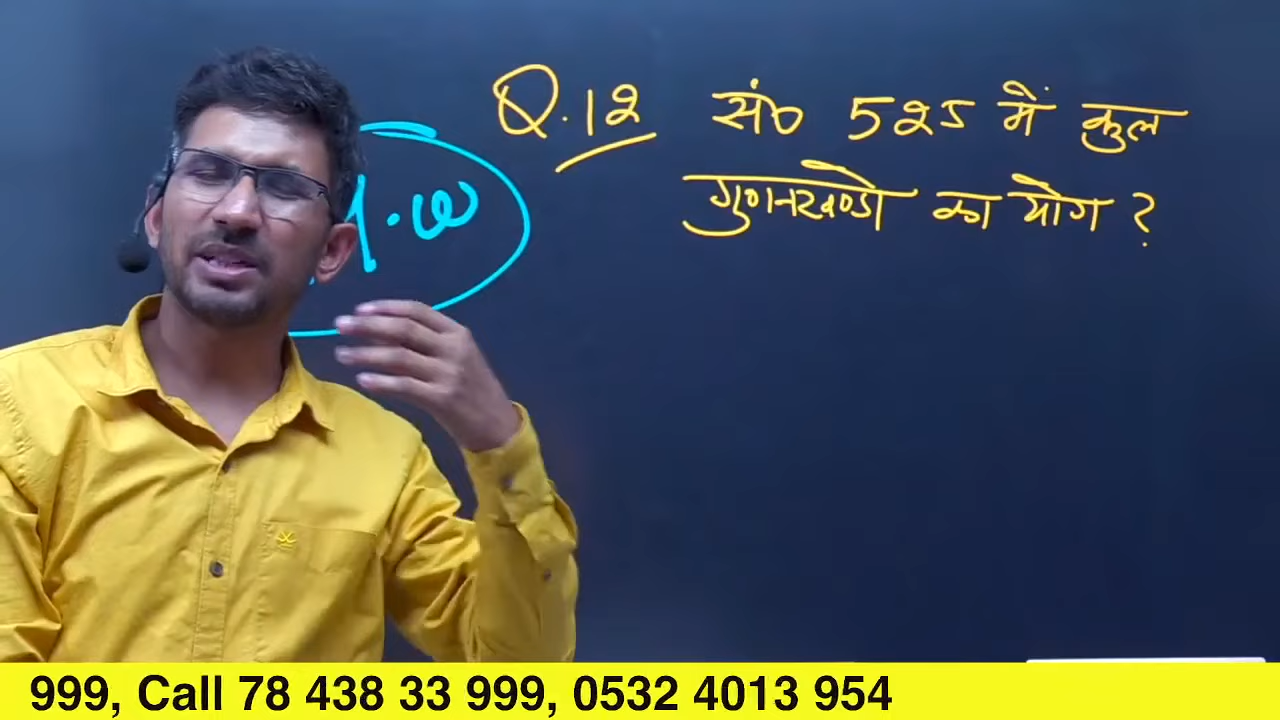 Q.12 सं० 525 में कुल
गुणनखण्डो का योग ?
999, Call 78 438 33 999, 0532 4013 954